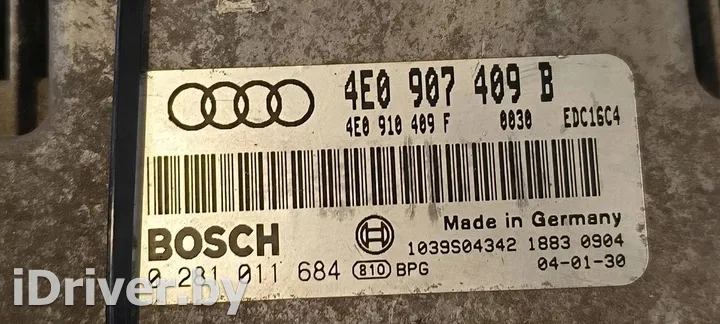 4E0 907 409 B
4E0 910 409 F 0030 EDC16C4
BOSCH
Made in Germany
1039S04342 1883 0904
0 281 011 684 810 BPG 04-01-30
iDriver.by